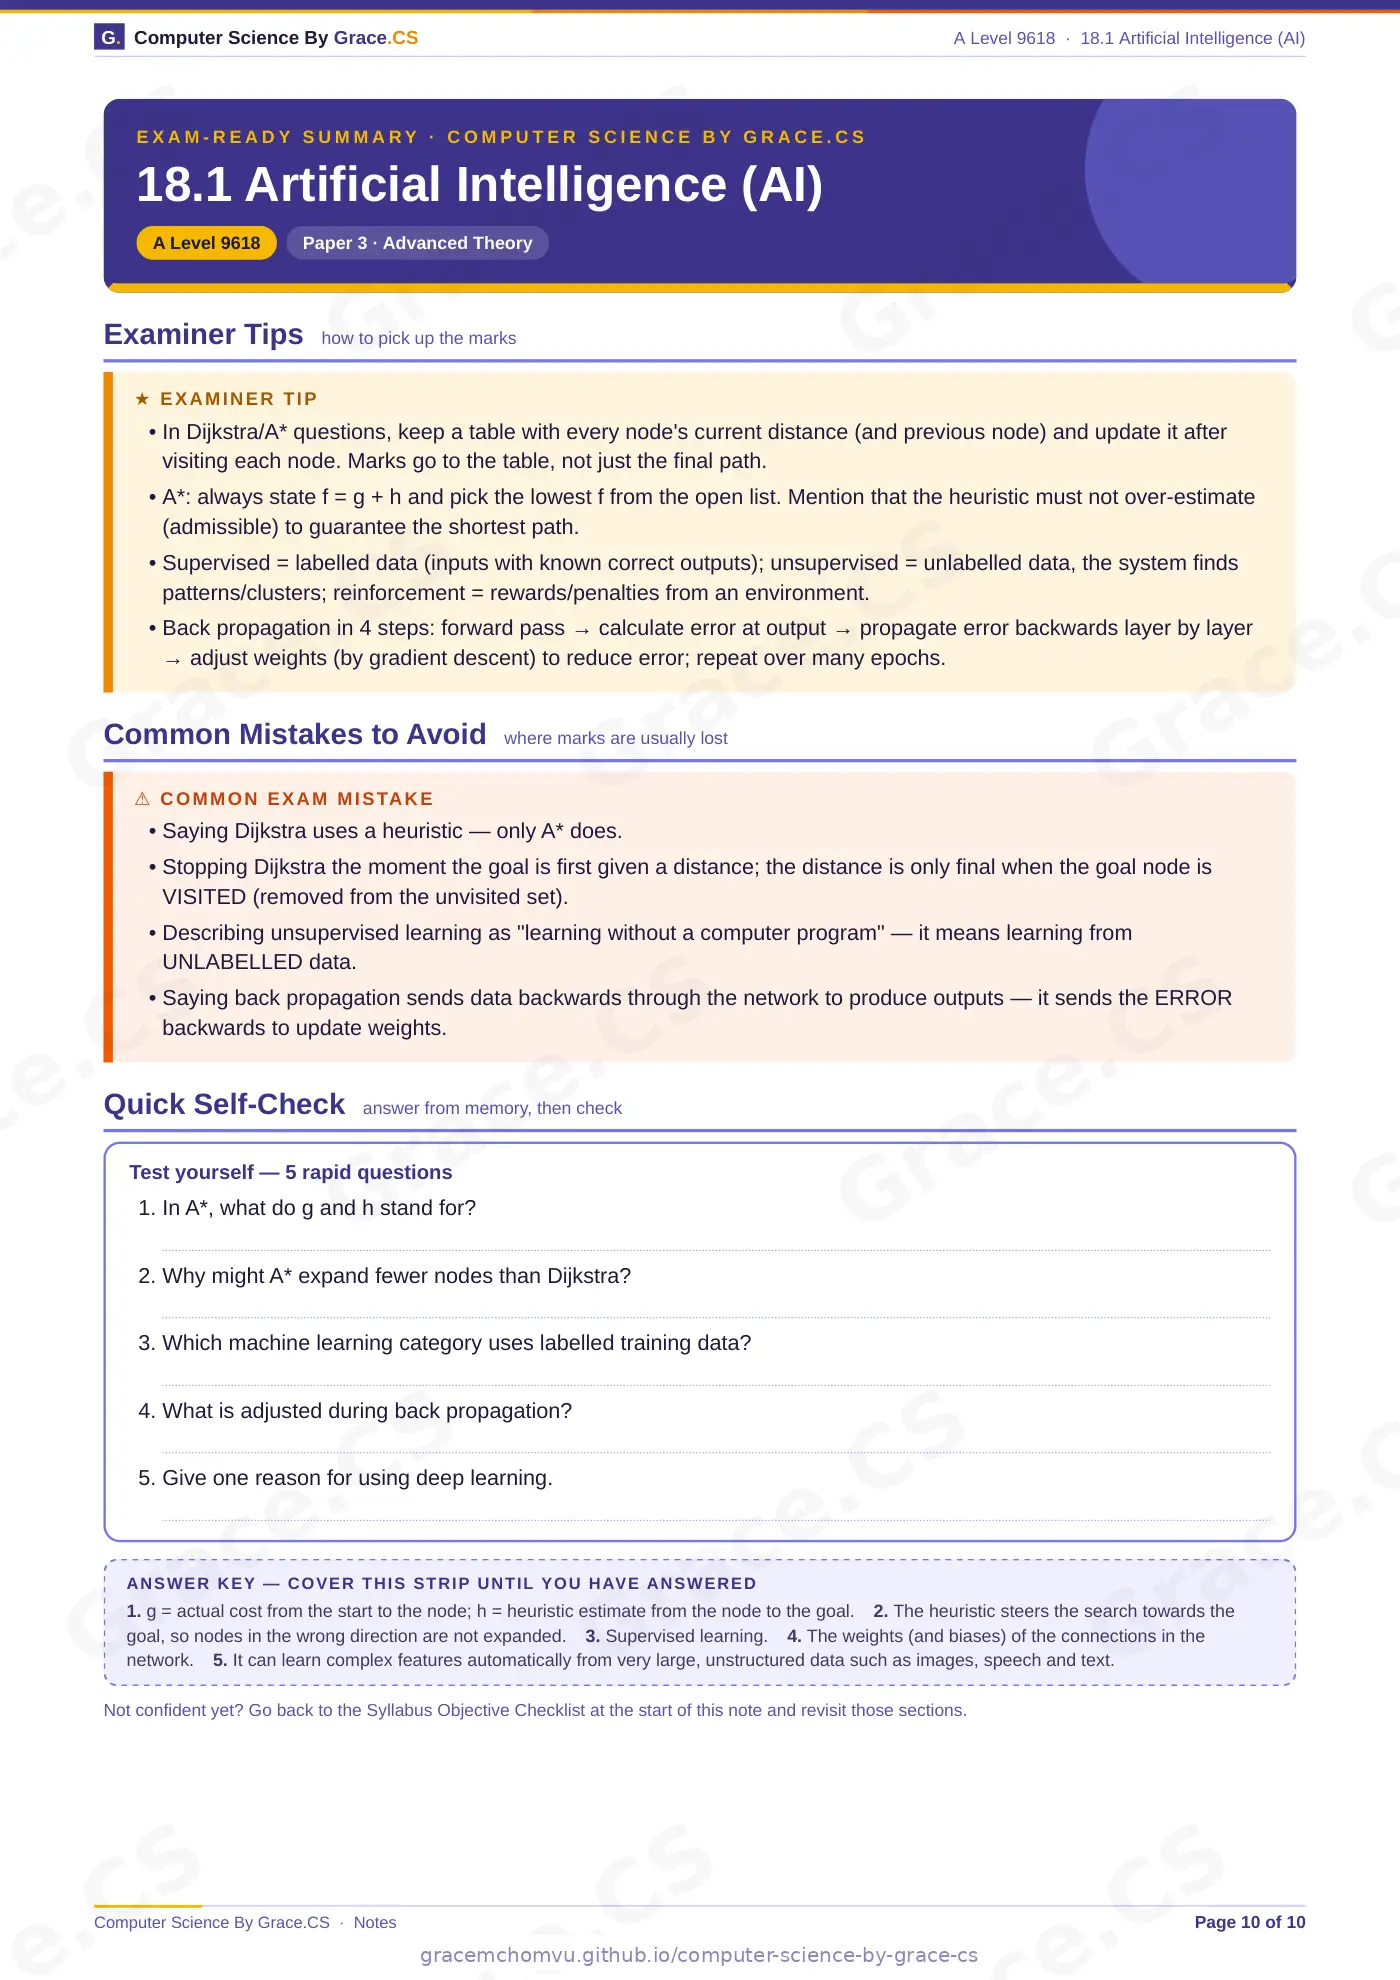 G. Computer Science By Grace.CS
A Level 9618 · 18.1 Artificial Intelligence (AI)
EXAM-READY SUMMARY · COMPUTER SCIENCE BY GRACE.CS
18.1 Artificial Intelligence (AI)
A Level 9618 Paper 3 · Advanced Theory
Examiner Tips how to pick up the marks
★ EXAMINER TIP
• In Dijkstra/A* questions, keep a table with every node's current distance (and previous node) and update it after
visiting each node. Marks go to the table, not just the final path.
• A*: always state f = g + h and pick the lowest f from the open list. Mention that the heuristic must not over-estimate
(admissible) to guarantee the shortest path.
• Supervised = labelled data (inputs with known correct outputs); unsupervised = unlabelled data, the system finds
patterns/clusters; reinforcement = rewards/penalties from an environment.
• Back propagation in 4 steps: forward pass → calculate error at output → propagate error backwards layer by layer
→ adjust weights (by gradient descent) to reduce error; repeat over many epochs.
Common Mistakes to Avoid where marks are usually lost
⚠ COMMON EXAM MISTAKE
• Saying Dijkstra uses a heuristic — only A* does.
• Stopping Dijkstra the moment the goal is first given a distance; the distance is only final when the goal node is
VISITED (removed from the unvisited set).
• Describing unsupervised learning as "learning without a computer program" — it means learning from
UNLABELLED data.
• Saying back propagation sends data backwards through the network to produce outputs — it sends the ERROR
backwards to update weights.
Quick Self-Check answer from memory, then check
Test yourself — 5 rapid questions
1. In A*, what do g and h stand for?
2. Why might A* expand fewer nodes than Dijkstra?
3. Which machine learning category uses labelled training data?
4. What is adjusted during back propagation?
5. Give one reason for using deep learning.
ANSWER KEY — COVER THIS STRIP UNTIL YOU HAVE ANSWERED
1. g = actual cost from the start to the node; h = heuristic estimate from the node to the goal. 2. The heuristic steers the search towards the
goal, so nodes in the wrong direction are not expanded. 3. Supervised learning. 4. The weights (and biases) of the connections in the
network. 5. It can learn complex features automatically from very large, unstructured data such as images, speech and text.
Not confident yet? Go back to the Syllabus Objective Checklist at the start of this note and revisit those sections.
Computer Science By Grace.CS · Notes
Page 10 of 10
gracemchomvu.github.io/computer-science-by-grace-cs